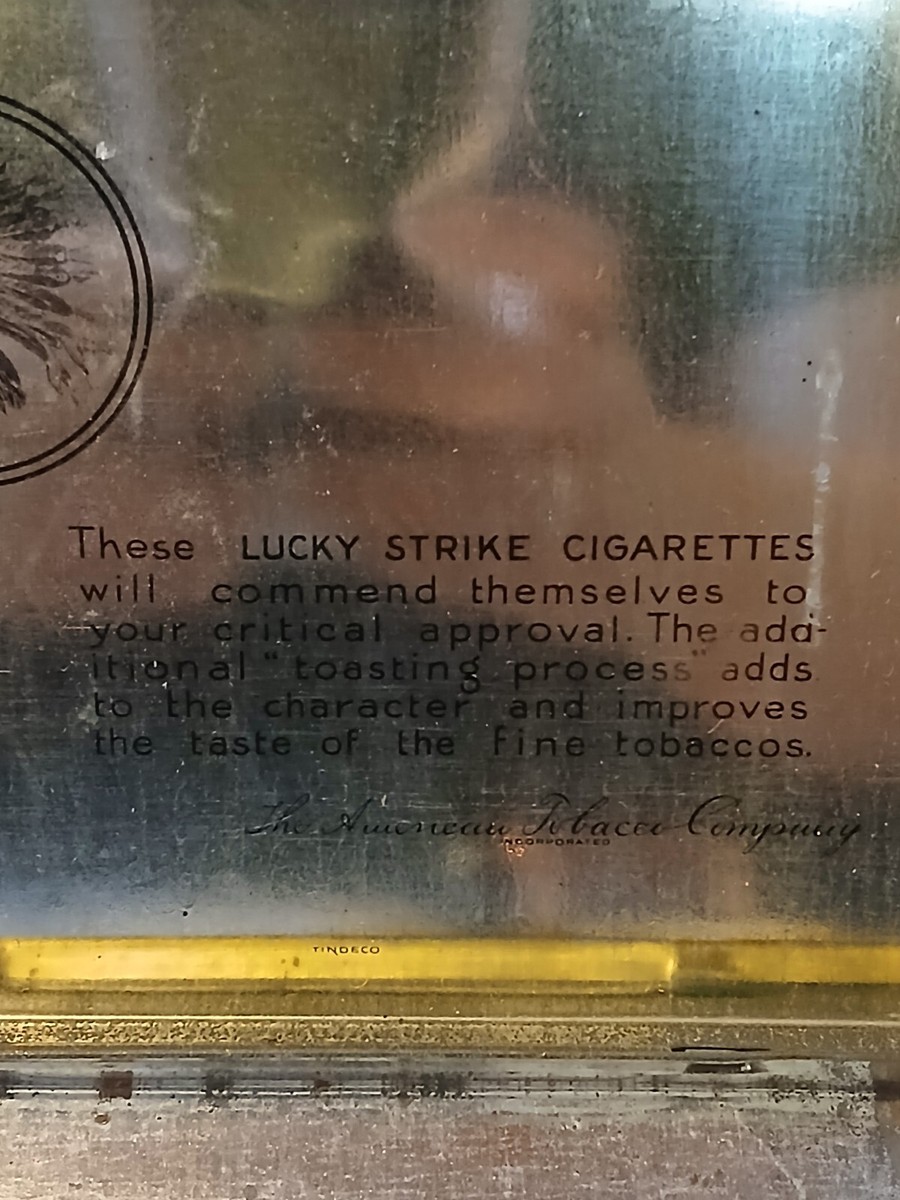 These LUCKY STRIKE CIGARETTES
will commend themselves to
your critical approval. The add-
itional "toasting process" adds
to the character and improves
the taste of the fine tobaccos.
The American Tobacco Company
INCORPORATED
TINDECO